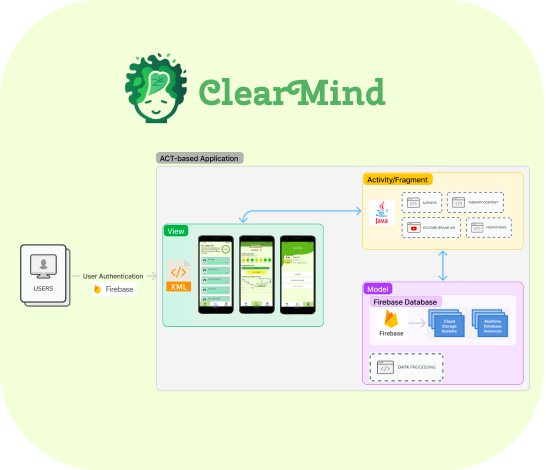 ClearMind
ACT-based Application
Activity/Fragment
Java
SURVEYS
THERAPY CONTENT
YOUTUBE IFRAME API
MEDITATIONS
View
XML
USERS
User Authentication
Firebase
Model
Firebase Database
Firebase
Cloud
Storage
Buckets
Realtime
Database
Instances
DATA PROCESSING